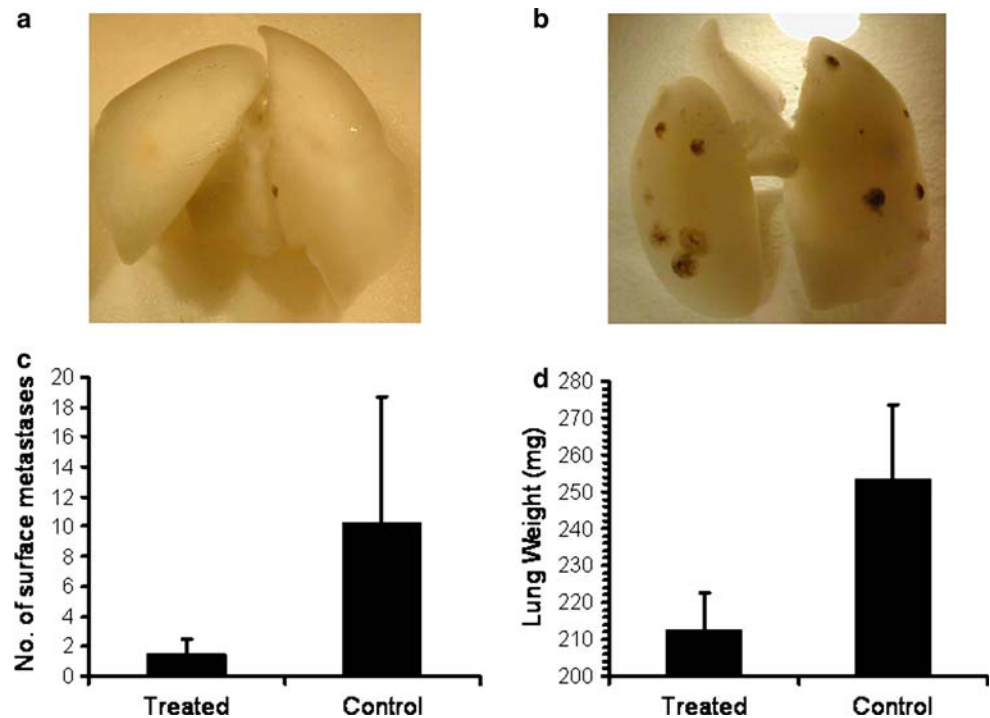 a
b
c
No. of surface metastases
20
18
16
14
12
10
8
6
4
2
0
Treated
Control
d
Lung Weight (mg)
280
270
260
250
240
230
220
210
200
Treated
Control